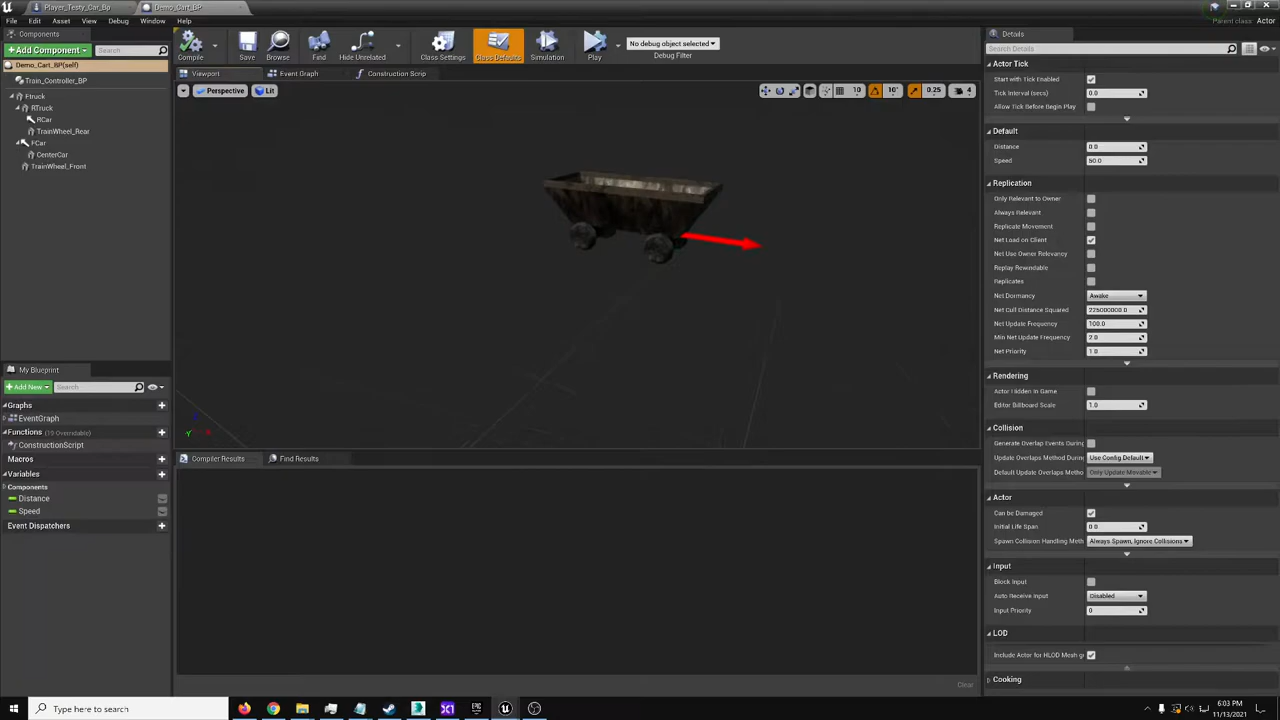 Player_Testy_Car_Bp
Demo_Cart_BP
File Edit Asset View Debug Window Help
Parent class: Actor
Components
Details
+Add Component
Search
Compile
Save
Browse
Find
Hide Unrelated
Class Settings
Class Defaults
Simulation
Play
No debug object selected
Debug Filter
Search Details
Demo_Cart_BP(self)
Train_Controller_BP
Ftruck
RTruck
RCar
TrainWheel_Rear
FCar
CenterCar
TrainWheel_Front
Viewport
Event Graph
Construction Scrip
Perspective
Lit
10
10°
0.25
4
Actor Tick
Start with Tick Enabled
Tick Interval (secs) 0.0
Allow Tick Before Begin Play
Default
Distance 0.0
Speed 50.0
Replication
Only Relevant to Owner
Always Relevant
Replicate Movement
Net Load on Client
Net Use Owner Relevancy
Replay Rewindable
Replicates
Net Dormancy Awake
Net Cull Distance Squared 225000000.0
Net Update Frequency 100.0
Min Net Update Frequency 2.0
Net Priority 1.0
Rendering
Actor Hidden In Game
Editor Billboard Scale 1.0
Collision
Generate Overlap Events During
Update Overlaps Method During Use Config Default
Default Update Overlaps Metho Only Update Movable
Actor
Can be Damaged
Initial Life Span 0.0
Spawn Collision Handling Meth Always Spawn, Ignore Collisions
Input
Block Input
Auto Receive Input Disabled
Input Priority 0
LOD
Include Actor for HLOD Mesh g
Cooking
My Blueprint
+Add New
Search
Graphs
EventGraph
Functions (19 Overridable)
ConstructionScript
Macros
Variables
Components
Distance
Speed
Event Dispatchers
Compiler Results
Find Results
Clear
Type here to search
6:03 PM
11/13/2021